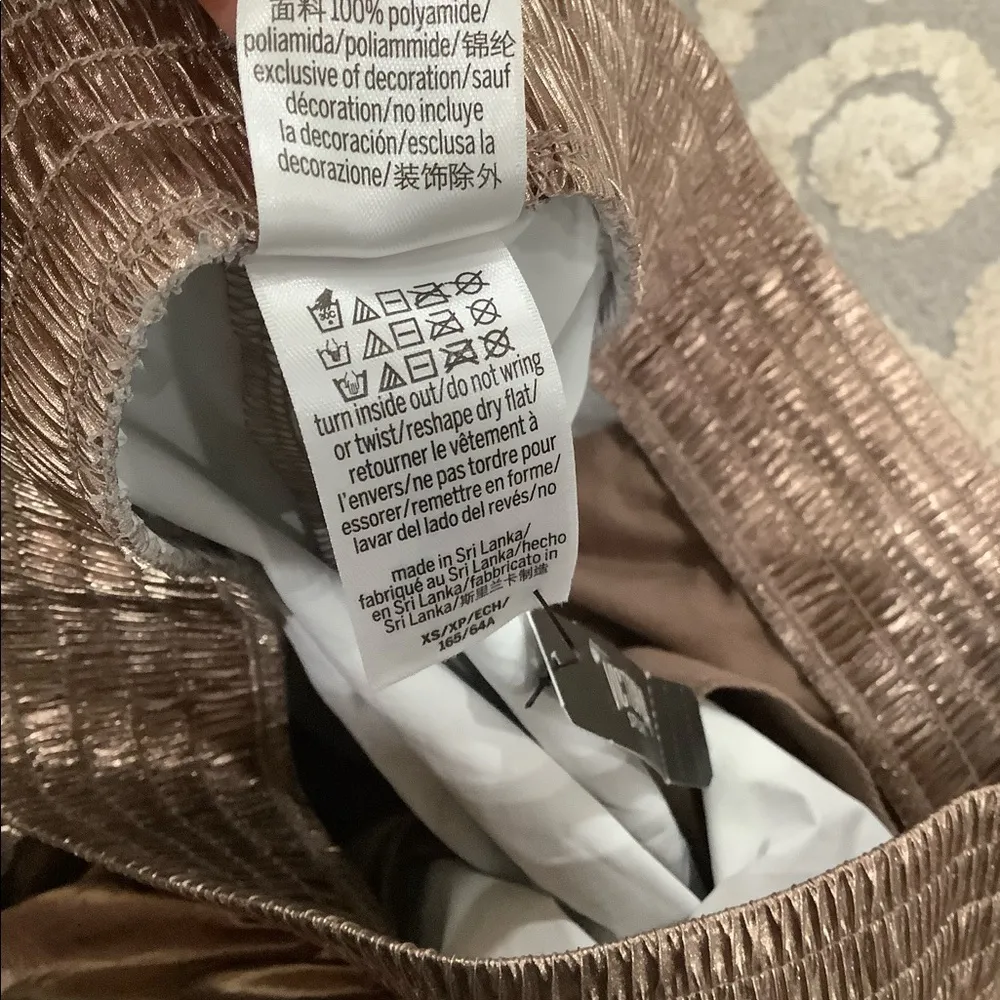 面料 100% polyamide/
poliamida/poliammide/锦纶
exclusive of decoration/sauf
décoration/no incluye
la decoración/esclusa la
decorazione/装饰除外
turn inside out/do not wring
or twist/reshape dry flat/
retourner le vêtement à
l'envers/ne pas tordre pour
essorer/remettre en forme/
lavar del lado del revés/no
made in Sri Lanka/
fabriqué au Sri Lanka/hecho
en Sri Lanka/fabbricato in
Sri Lanka/斯里兰卡制造
XS/XP/ECH/
165/64A